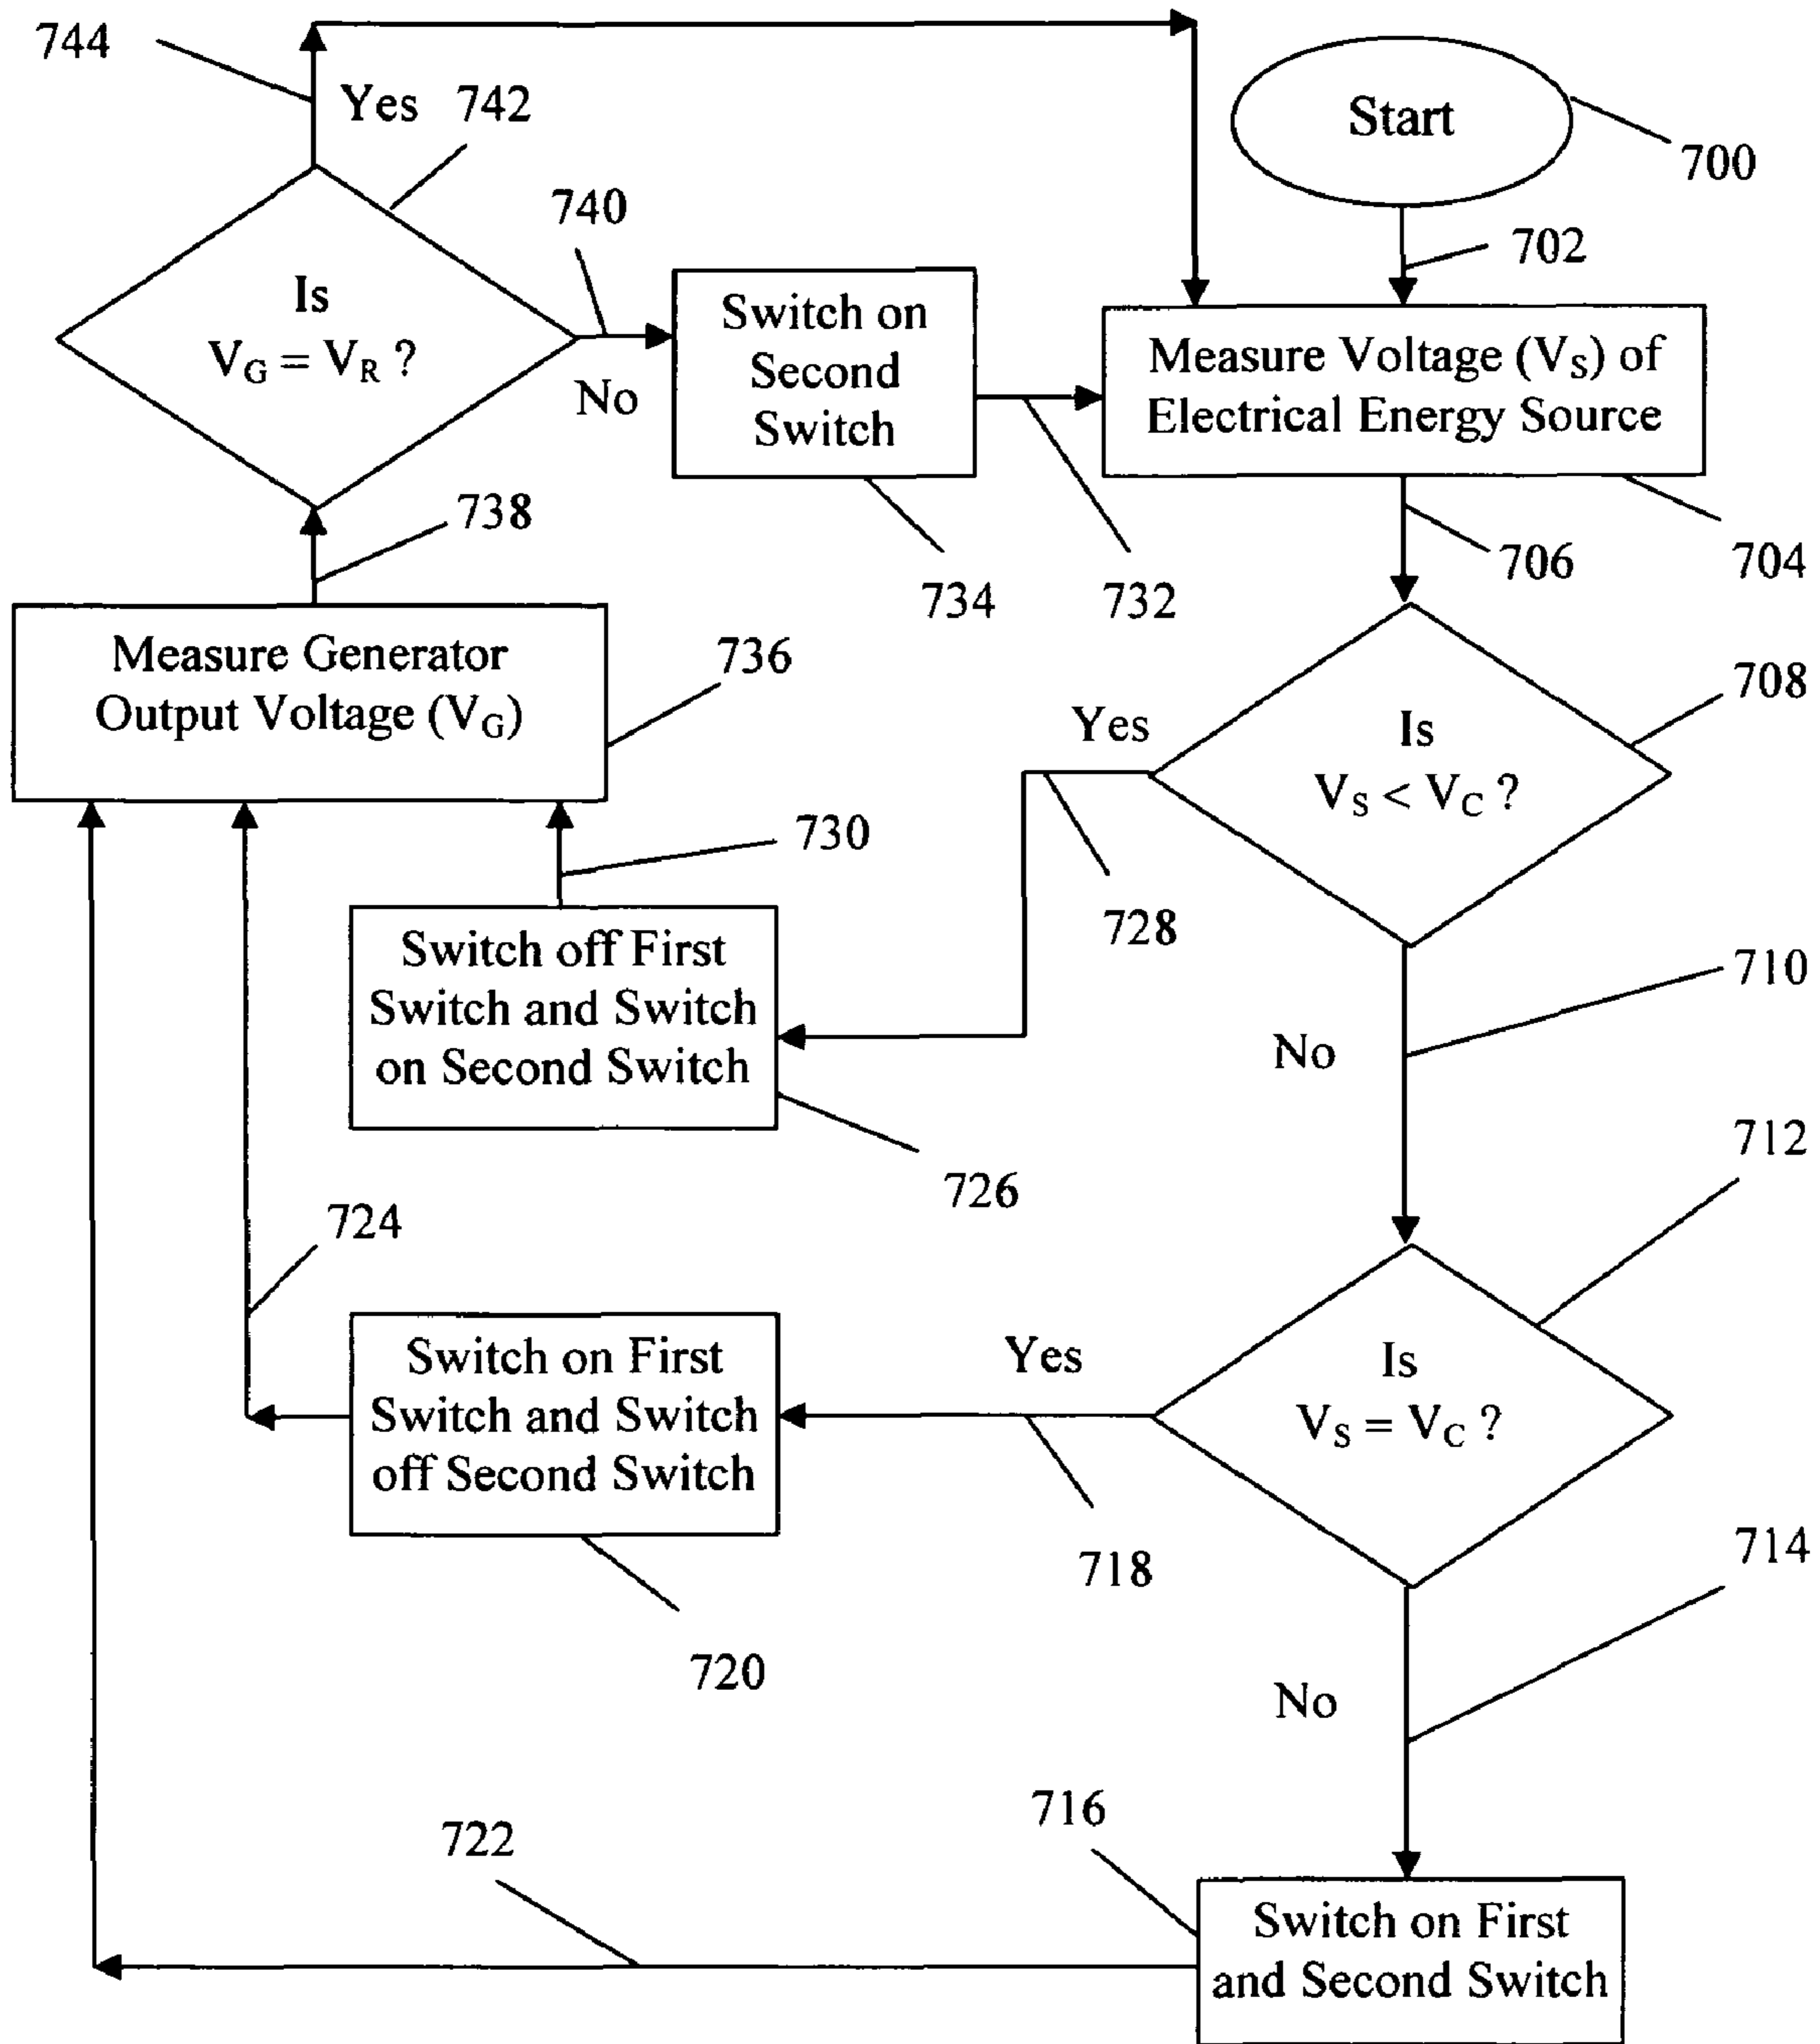 744
Yes
742
Start
700
740
702
Is
V_G = V_R ?
No
Switch on
Second
Switch
Measure Voltage (V_S) of
Electrical Energy Source
738
734
732
706
704
Measure Generator
Output Voltage (V_G)
736
708
Yes
Is
V_S < V_C ?
730
728
Switch off First
Switch and Switch
on Second Switch
710
No
726
712
724
Switch on First
Switch and Switch
off Second Switch
Yes
Is
V_S = V_C ?
718
714
720
No
716
722
Switch on First
and Second Switch